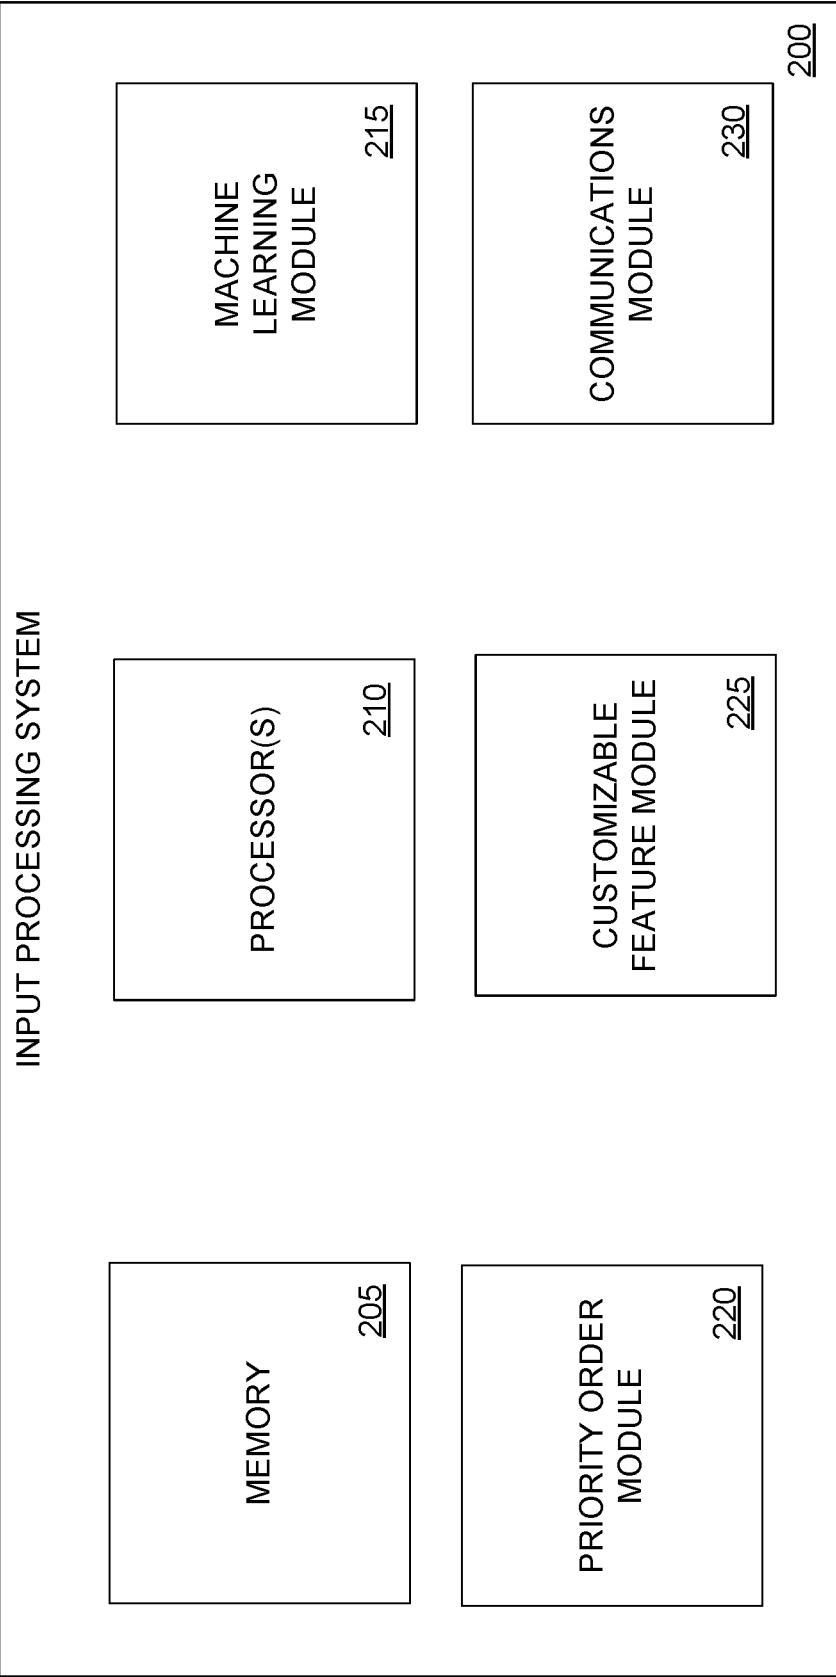 INPUT PROCESSING SYSTEM
MEMORY
205
PROCESSOR(S)
210
MACHINE
LEARNING
MODULE
215
PRIORITY ORDER
MODULE
220
CUSTOMIZABLE
FEATURE MODULE
225
COMMUNICATIONS
MODULE
230
200